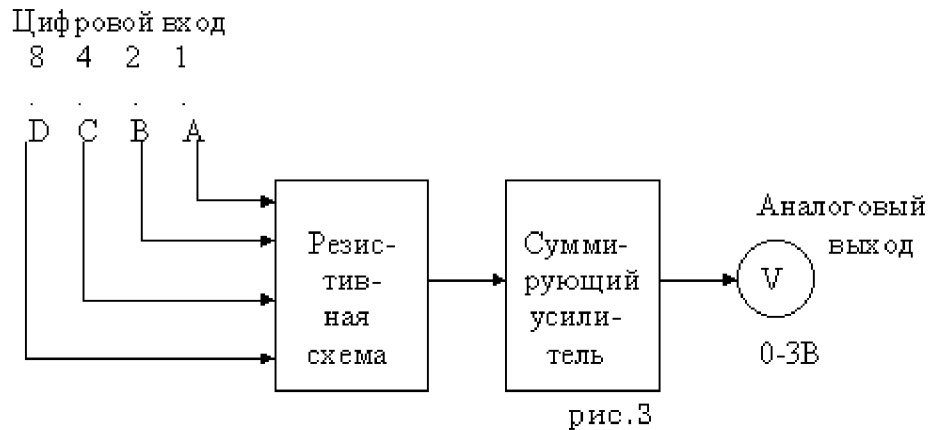 Цифровой вход
8 4 2 1
. . . .
D C B A
Резис-
тив-
ная
схема
Сумми-
рующий
усили-
тель
Аналоговый
выход
V
0-3В
рис.3